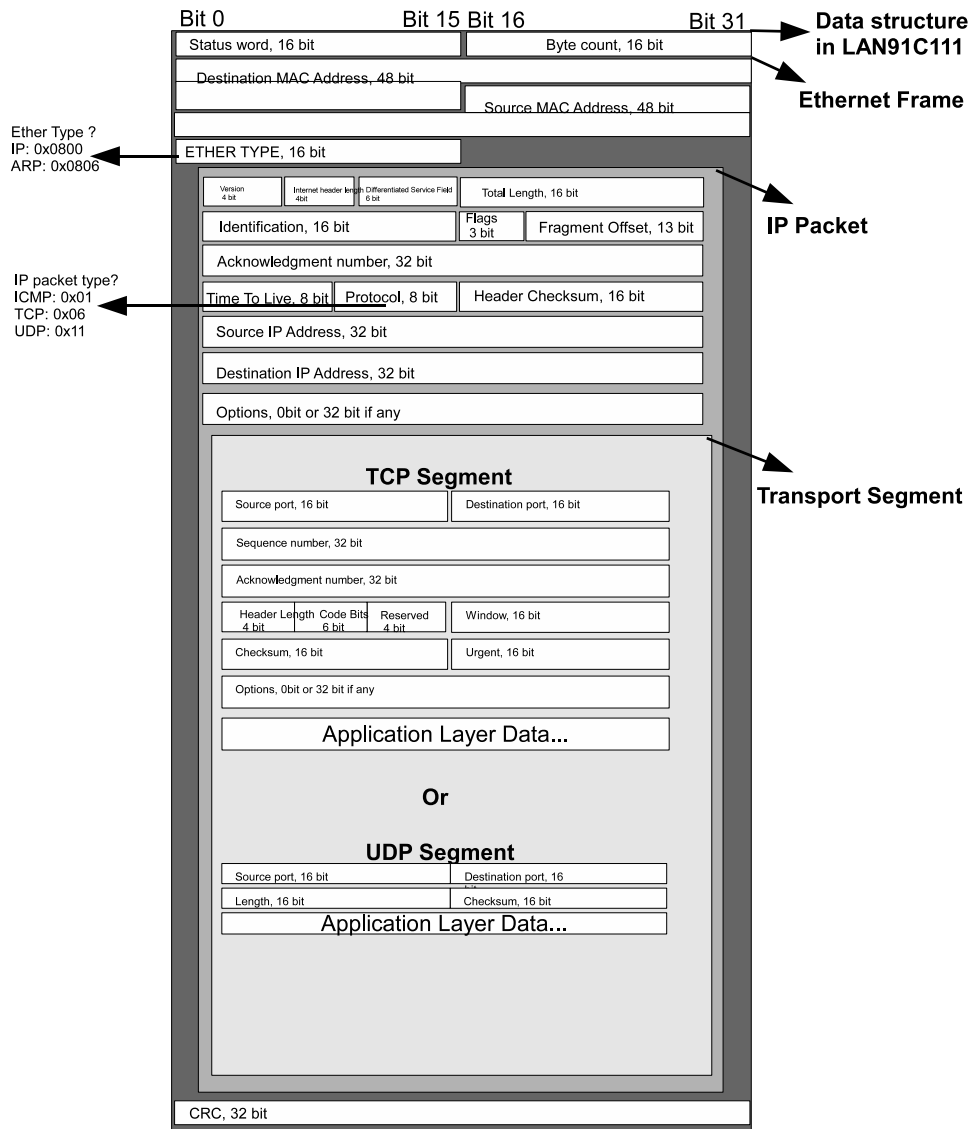 Bit 0 Bit 15 Bit 16 Bit 31
Data structure
in LAN91C111
Status word, 16 bit
Byte count, 16 bit
Destination MAC Address, 48 bit
Ethernet Frame
Source MAC Address, 48 bit
Ether Type ?
IP: 0x0800
ARP: 0x0806
ETHER TYPE, 16 bit
Version
4 bit
Internet header length
4bit
Differentiated Service Field
6 bit
Total Length, 16 bit
IP Packet
Identification, 16 bit
Flags
3 bit
Fragment Offset, 13 bit
Acknowledgment number, 32 bit
IP packet type?
ICMP: 0x01
TCP: 0x06
UDP: 0x11
Time To Live, 8 bit
Protocol, 8 bit
Header Checksum, 16 bit
Source IP Address, 32 bit
Destination IP Address, 32 bit
Options, 0bit or 32 bit if any
Transport Segment
TCP Segment
Source port, 16 bit
Destination port, 16 bit
Sequence number, 32 bit
Acknowledgment number, 32 bit
Header Length
4 bit
Code Bits
6 bit
Reserved
4 bit
Window, 16 bit
Checksum, 16 bit
Urgent, 16 bit
Options, 0bit or 32 bit if any
Application Layer Data...
Or
UDP Segment
Source port, 16 bit
Destination port, 16
Length, 16 bit
Checksum, 16 bit
Application Layer Data...
CRC, 32 bit